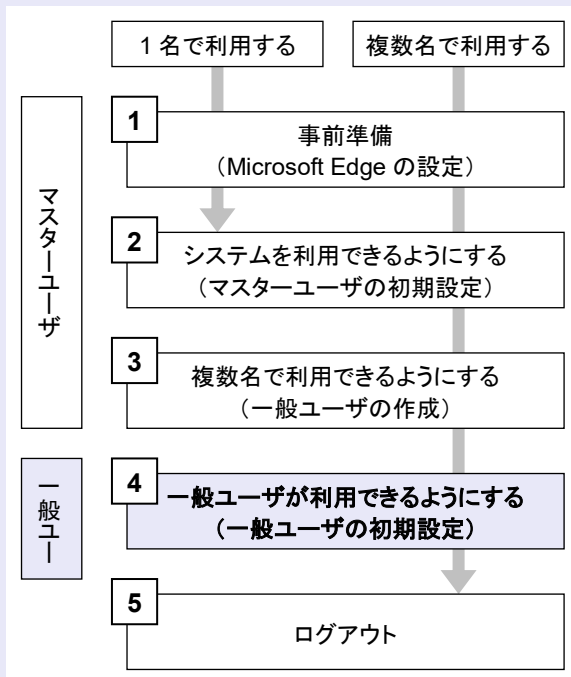 1 名で利用する
複数名で利用する
マスターユーザ
1
事前準備
（Microsoft Edge の設定）
2
システムを利用できるようにする
（マスターユーザの初期設定）
3
複数名で利用できるようにする
（一般ユーザの作成）
一般ユー
4
一般ユーザが利用できるようにする
（一般ユーザの初期設定）
5
ログアウト